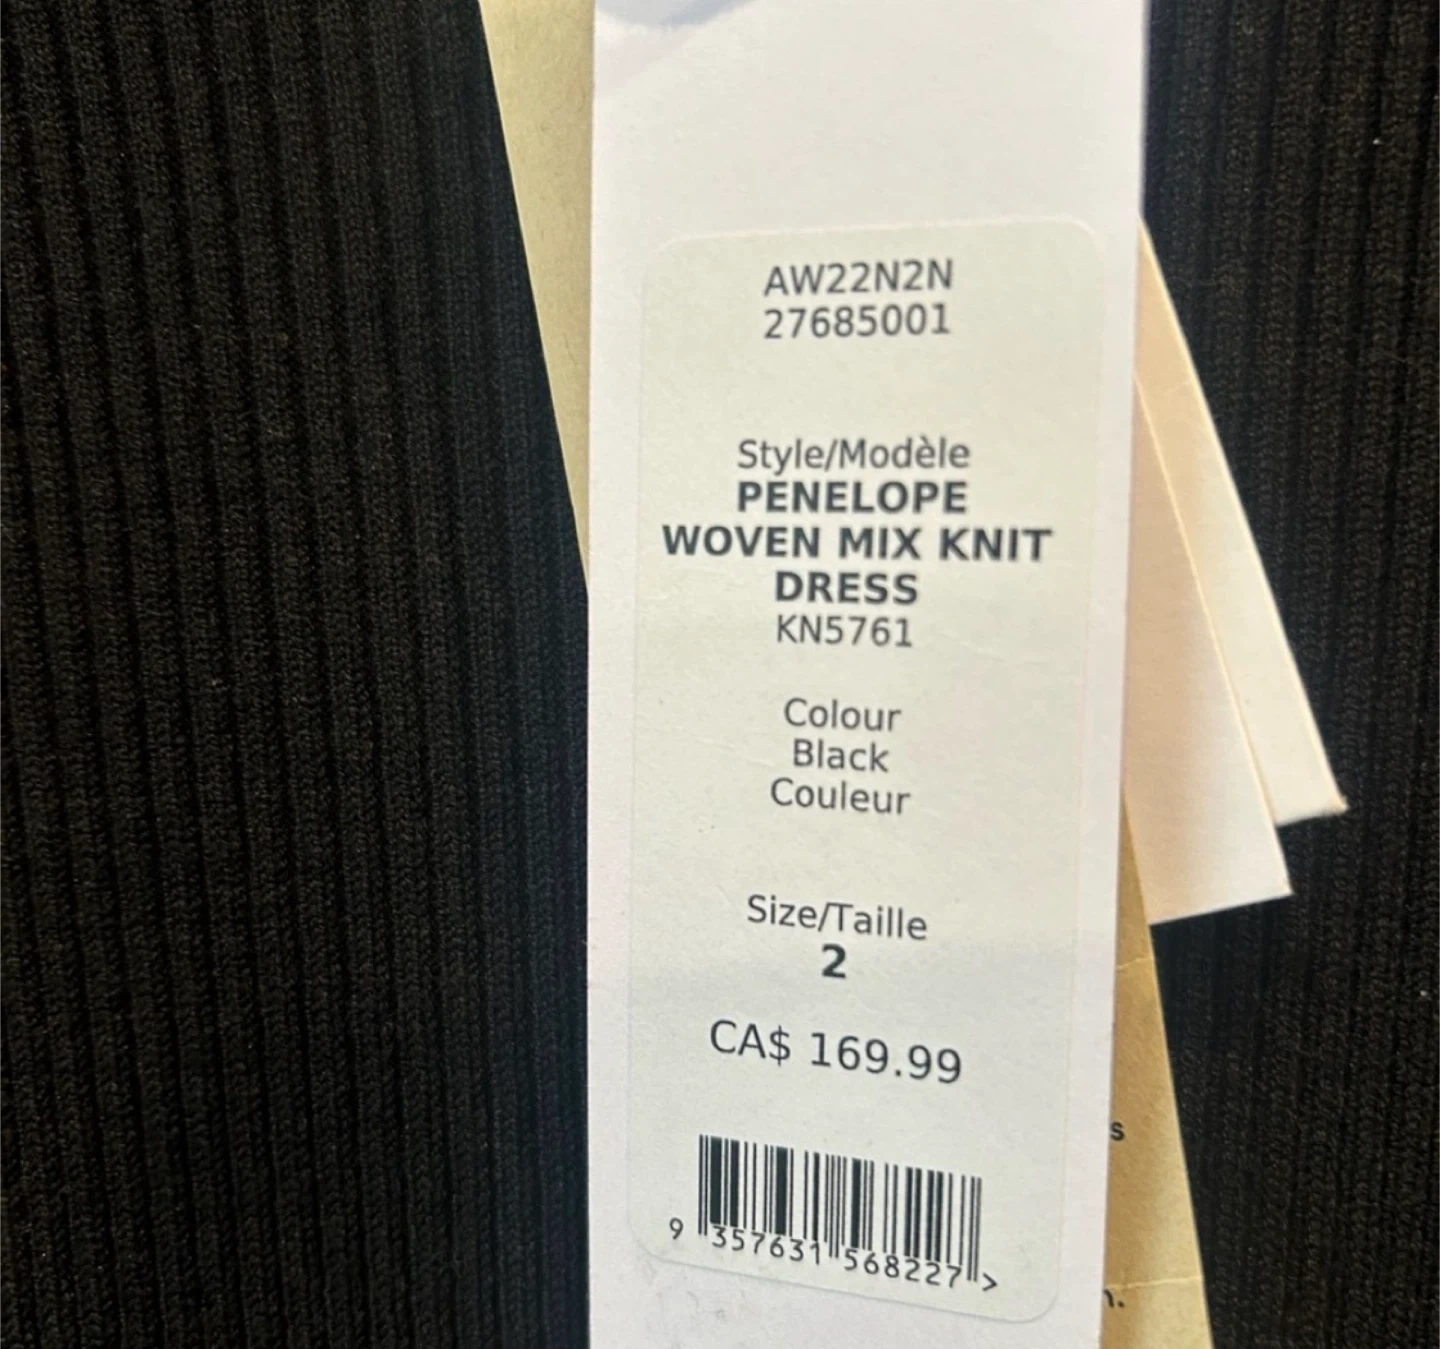 AW22N2N
27685001
Style/Modèle
PENELOPE
WOVEN MIX KNIT
DRESS
KN5761
Colour
Black
Couleur
Size/Taille
2
CA$ 169.99
9 357631 568227 >
s
.